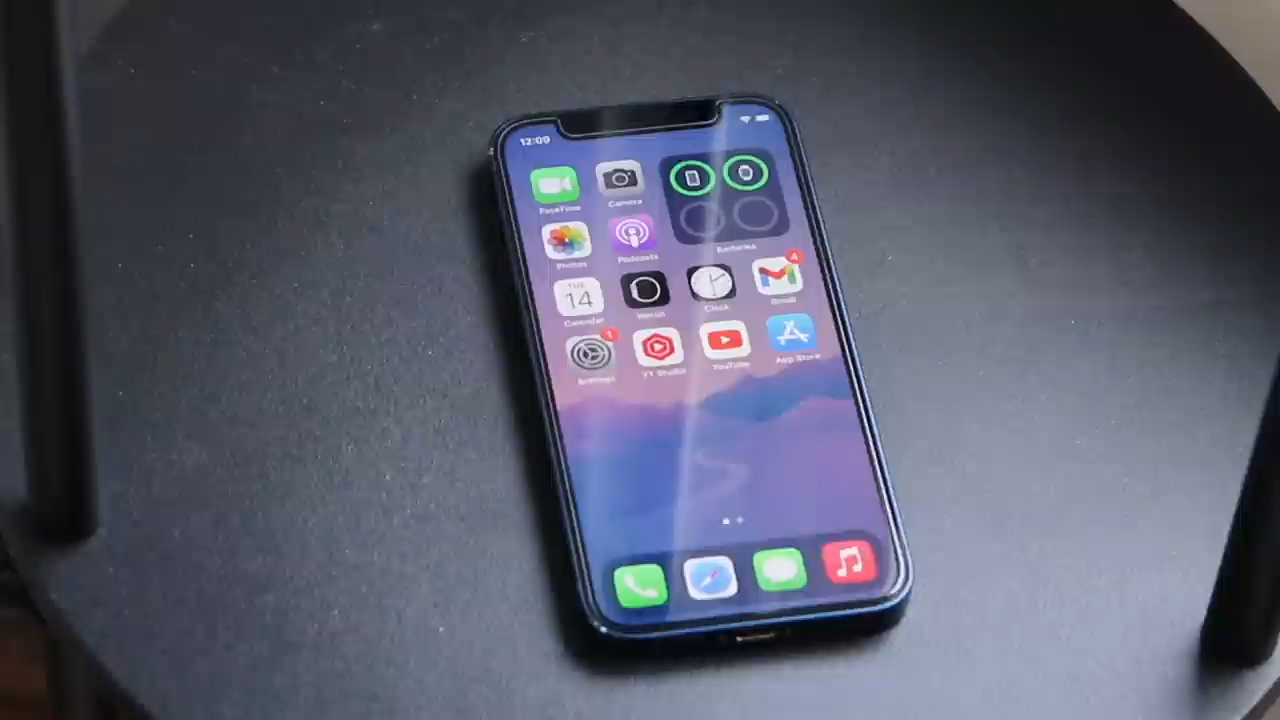 12:09
FaceTime
Camera
Batteries
Photos
Podcasts
TUE
14
Calendar
Watch
Clock
4
Gmail
1
Settings
YT Studio
YouTube
App Store